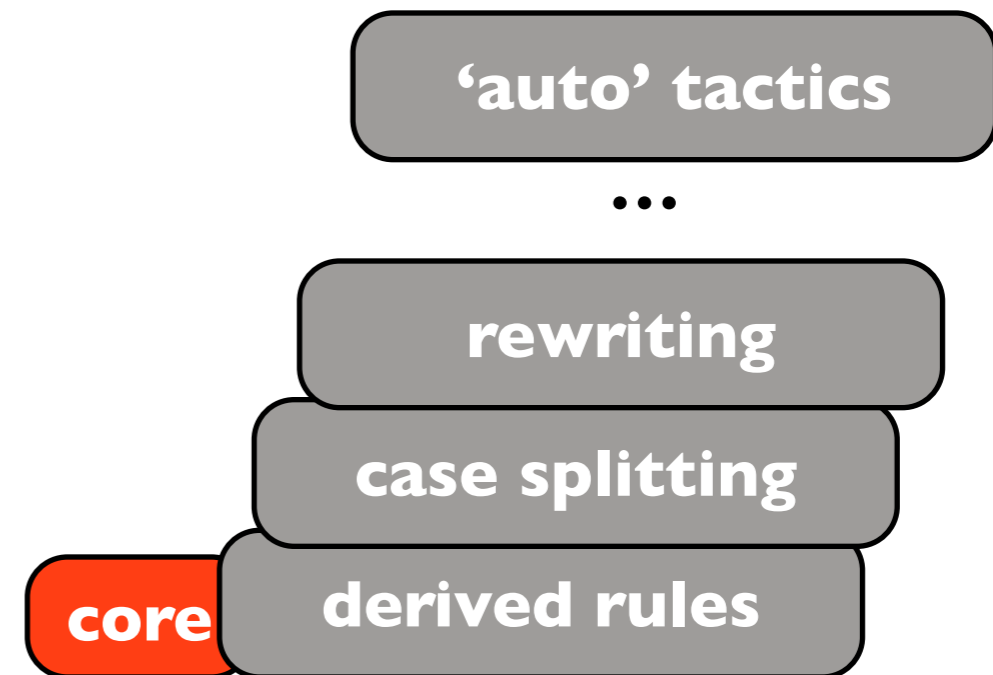 ‘auto’ tactics
...
rewriting
case splitting
core
derived rules